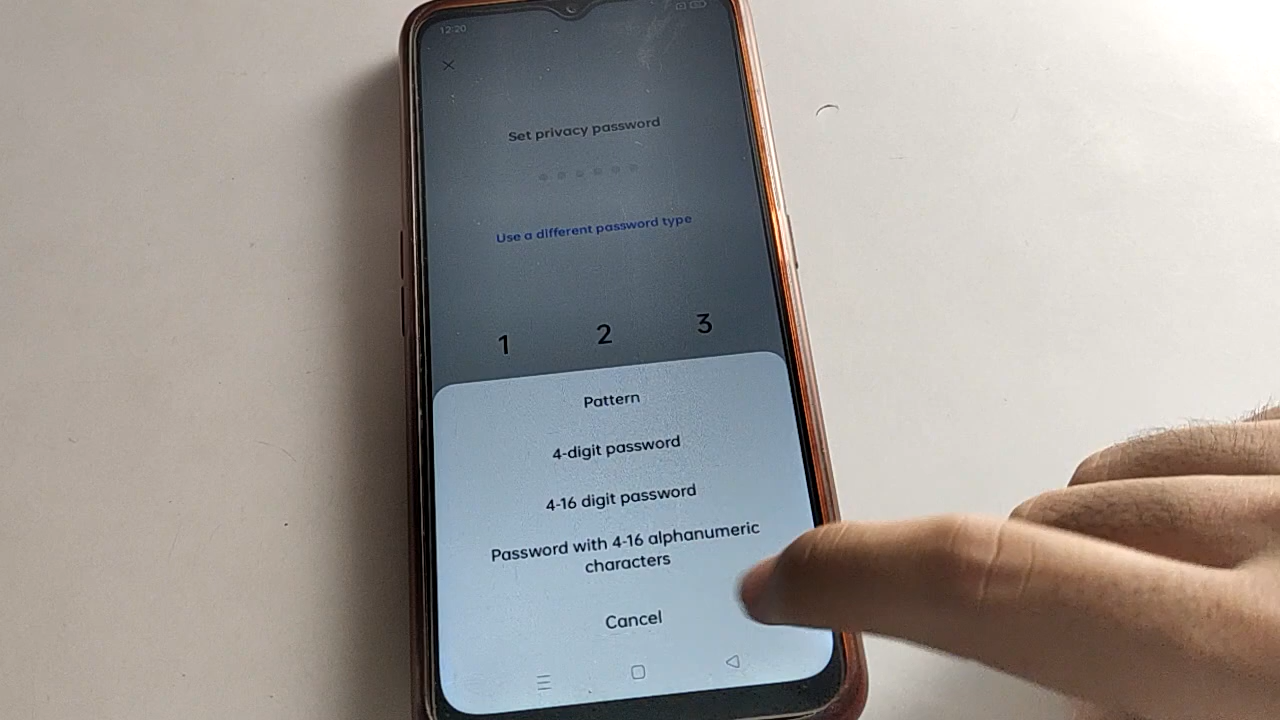 12:20
Set privacy password
Use a different password type
1 2 3
Pattern
4-digit password
4-16 digit password
Password with 4-16 alphanumeric
characters
Cancel